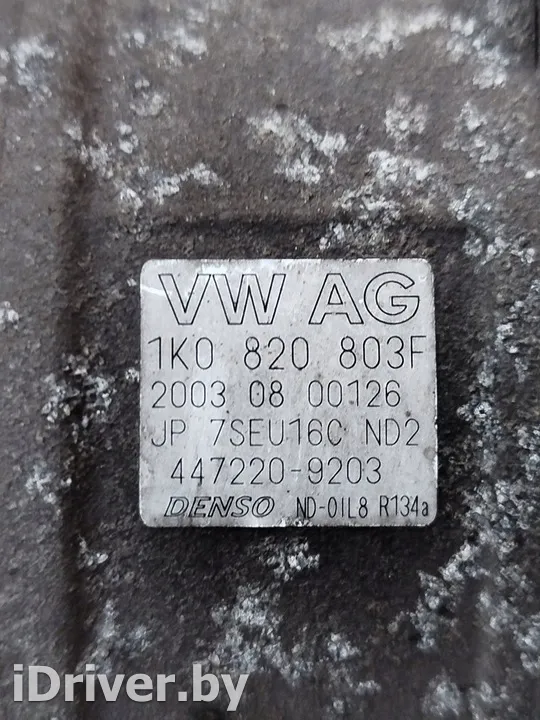 VW AG
1K0 820 803F
2003 08 00126
JP 7SEU16C ND2
447220-9203
DENSO ND-OIL8 R134a
iDriver.by